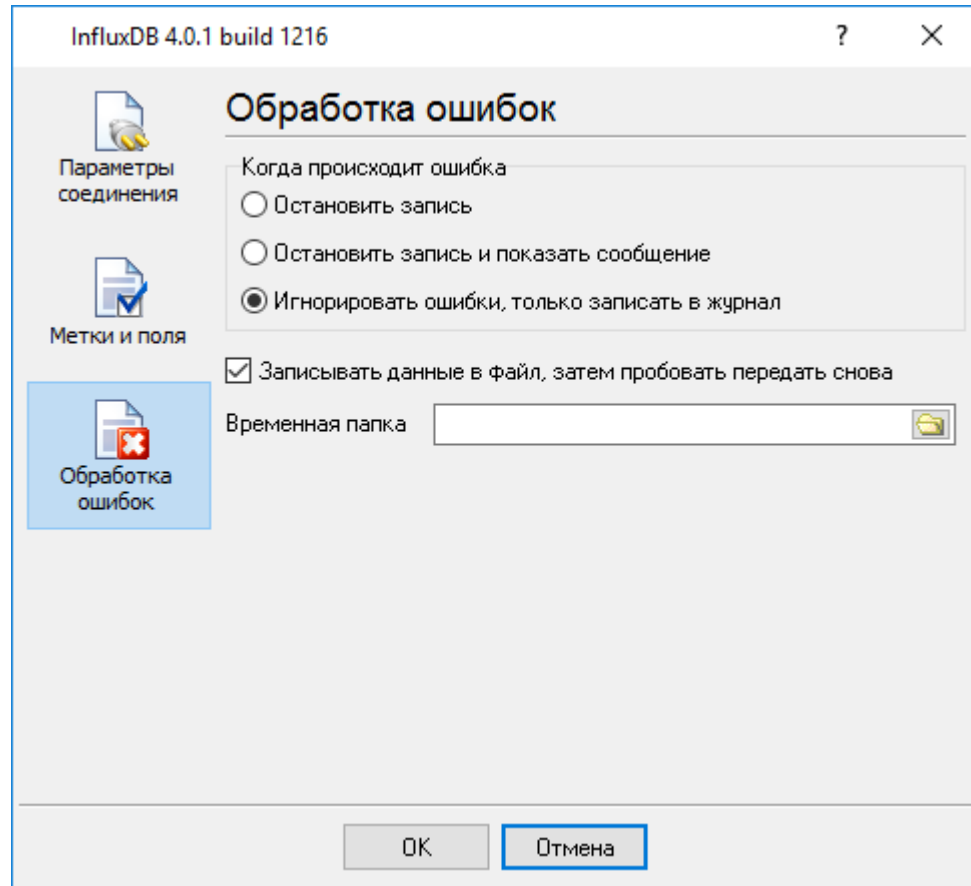 InfluxDB 4.0.1 build 1216
?
Параметры
соединения
Метки и поля
Обработка
ошибок
Обработка ошибок
Когда происходит ошибка
Остановить запись
Остановить запись и показать сообщение
Игнорировать ошибки, только записать в журнал
Записывать данные в файл, затем пробовать передать снова
Временная папка
OK
Отмена